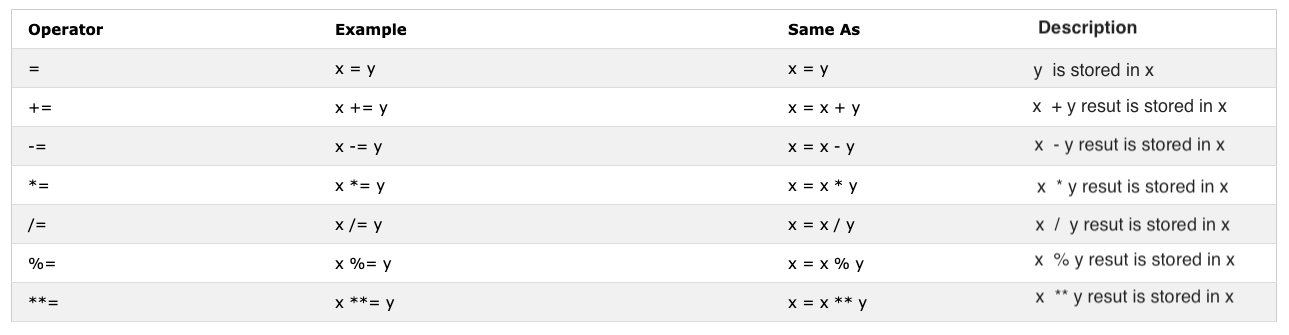 Operator Example Same As Description
= x = y x = y y is stored in x
+= x += y x = x + y x + y resut is stored in x
-= x -= y x = x - y x - y resut is stored in x
*= x *= y x = x * y x * y resut is stored in x
/= x /= y x = x / y x / y resut is stored in x
%= x %= y x = x % y x % y resut is stored in x
**= x **= y x = x ** y x ** y resut is stored in x